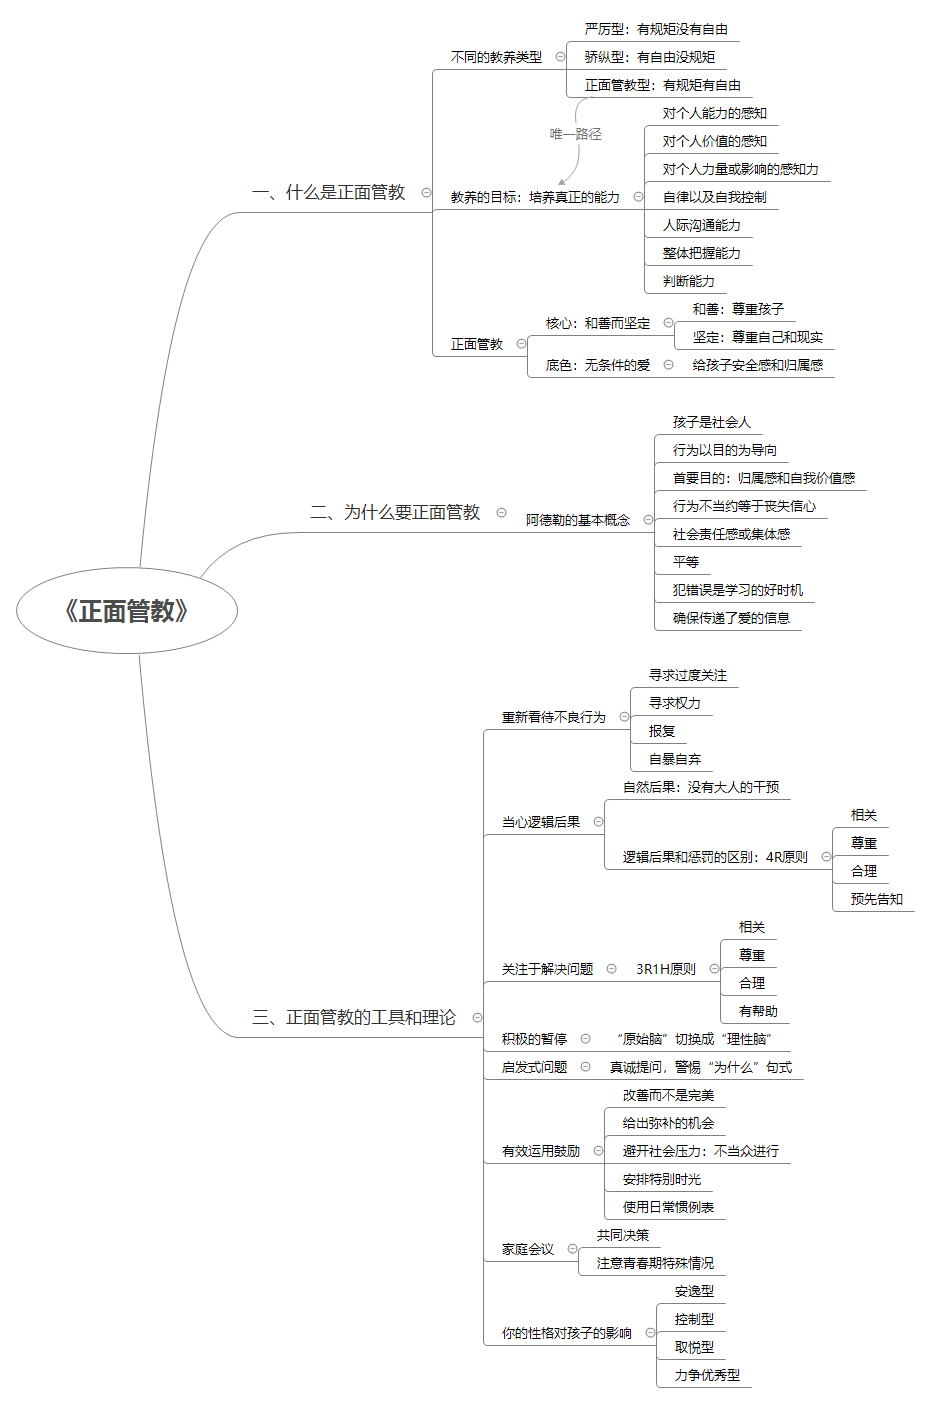 《正面管教》
一、什么是正面管教
不同的教养类型
严厉型：有规矩没有自由
骄纵型：有自由没规矩
正面管教型：有规矩有自由
唯一路径
教养的目标：培养真正的能力
对个人能力的感知
对个人价值的感知
对个人力量或影响的感知力
自律以及自我控制
人际沟通能力
整体把握能力
判断能力
正面管教
核心：和善而坚定
和善：尊重孩子
坚定：尊重自己和现实
底色：无条件的爱
给孩子安全感和归属感
二、为什么要正面管教
阿德勒的基本概念
孩子是社会人
行为以目的为导向
首要目的：归属感和自我价值感
行为不当约等于丧失信心
社会责任感或集体感
平等
犯错误是学习的好时机
确保传递了爱的信息
三、正面管教的工具和理论
重新看待不良行为
寻求过度关注
寻求权力
报复
自暴自弃
当心逻辑后果
自然后果：没有大人的干预
逻辑后果和惩罚的区别：4R原则
相关
尊重
合理
预先告知
关注于解决问题
3R1H原则
相关
尊重
合理
有帮助
积极的暂停
“原始脑”切换成“理性脑”
启发式问题
真诚提问，警惕“为什么”句式
有效运用鼓励
改善而不是完美
给出弥补的机会
避开社会压力：不当众进行
安排特别时光
使用日常惯例表
家庭会议
共同决策
注意青春期特殊情况
你的性格对孩子的影响
安逸型
控制型
取悦型
力争优秀型